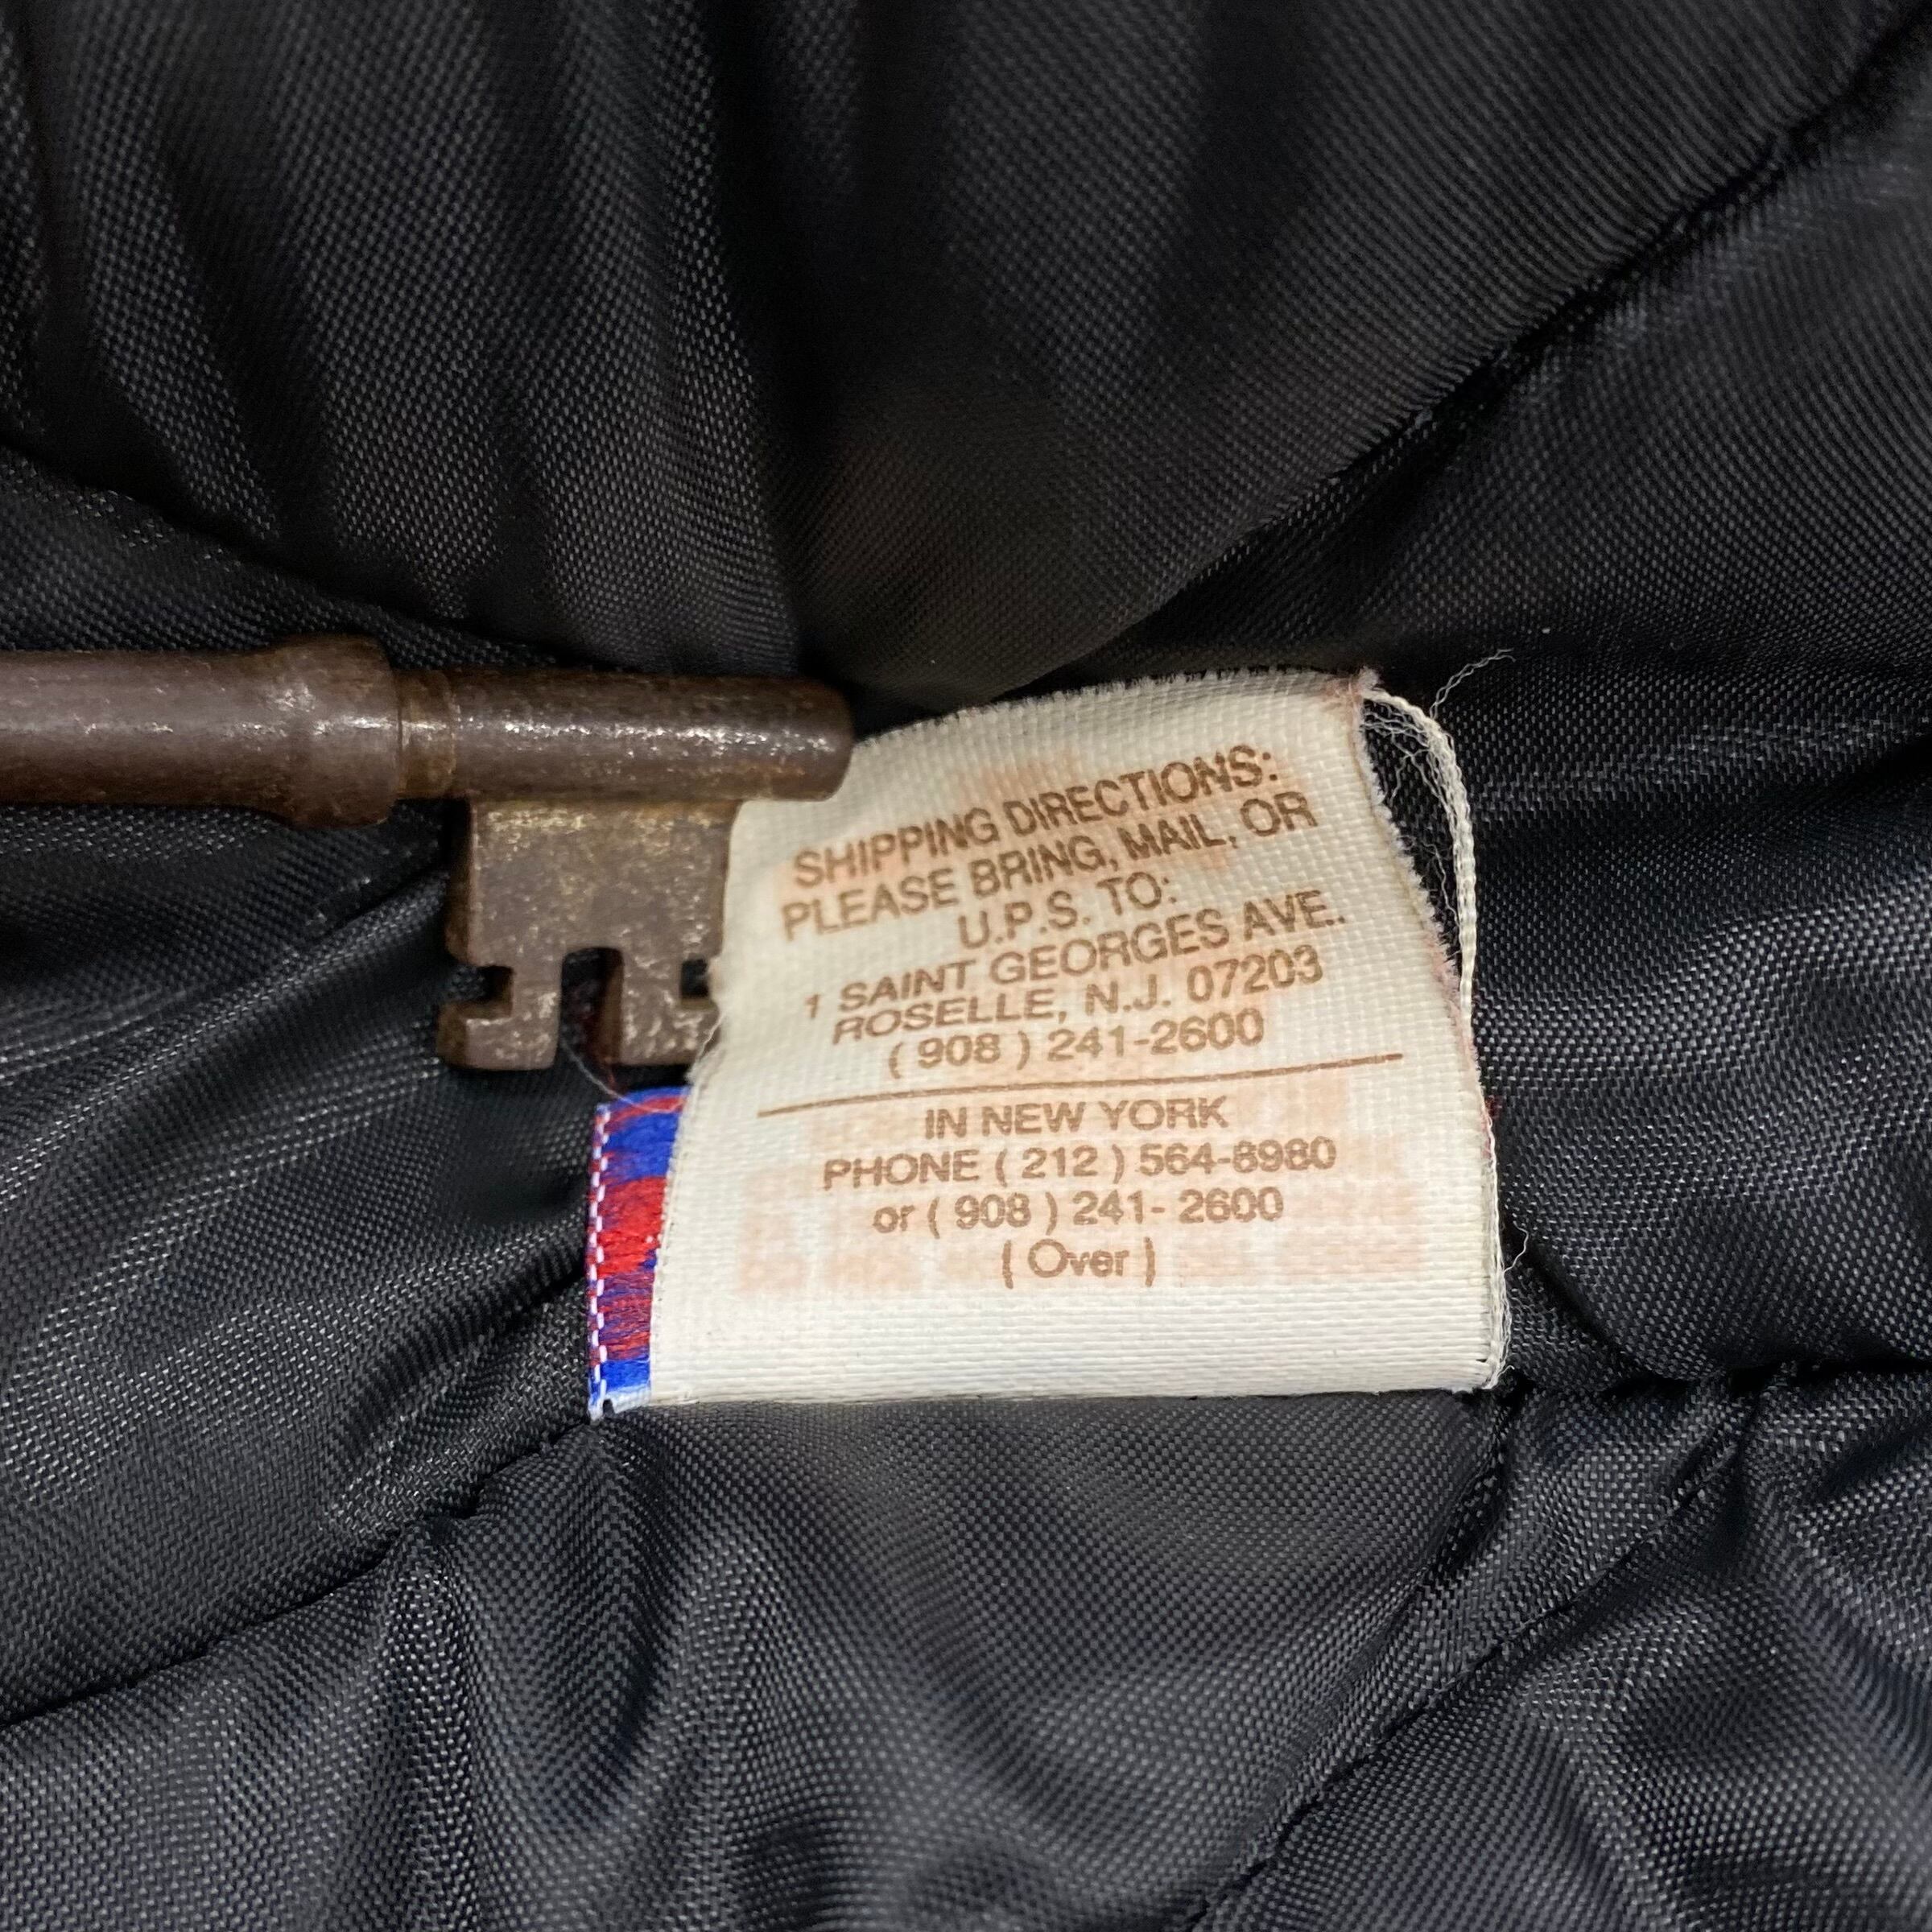 SHIPPING DIRECTIONS:
PLEASE BRING, MAIL, OR
U.P.S. TO:
1 SAINT GEORGES AVE.
ROSELLE, N.J. 07203
( 908 ) 241-2600
IN NEW YORK
PHONE ( 212 ) 564-8980
or ( 908 ) 241- 2600
( Over )